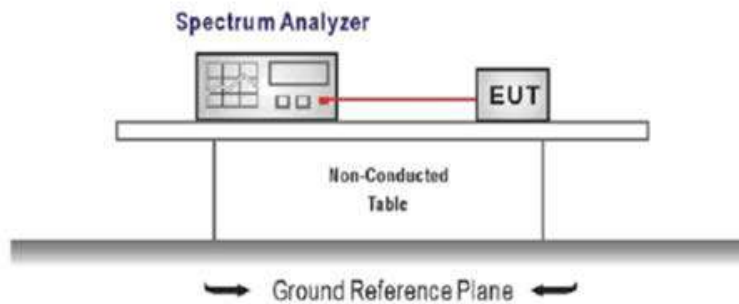 Spectrum Analyzer
EUT
Non-Conducted
Table
Ground Reference Plane